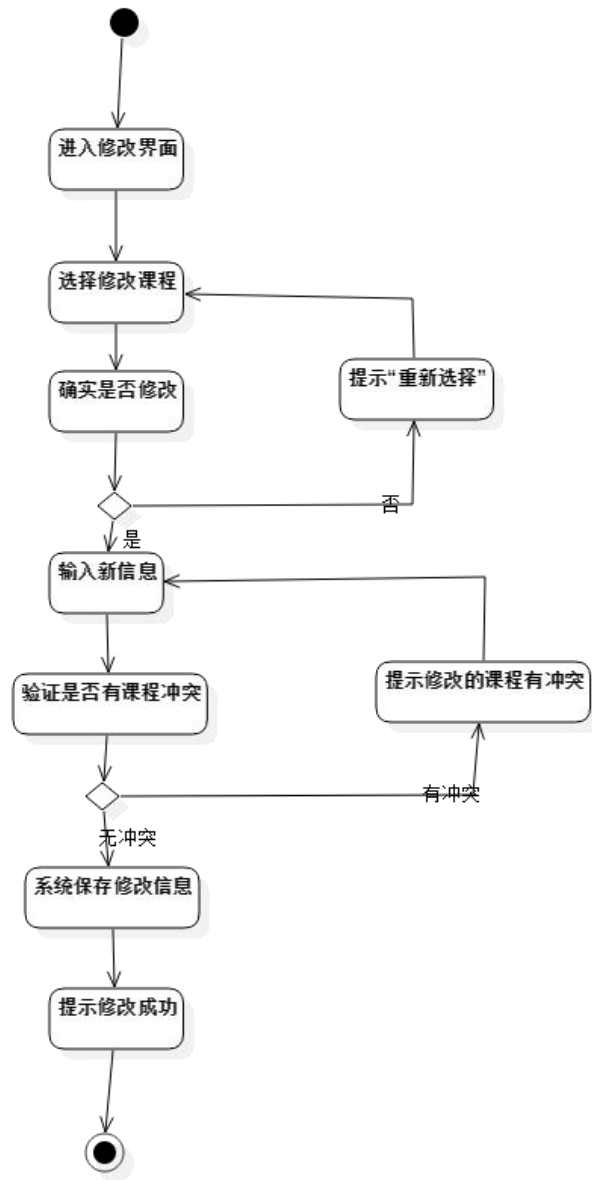 进入修改界面
选择修改课程
提示“重新选择”
确实是否修改
否
是
输入新信息
提示修改的课程有冲突
验证是否有课程冲突
有冲突
无冲突
系统保存修改信息
提示修改成功